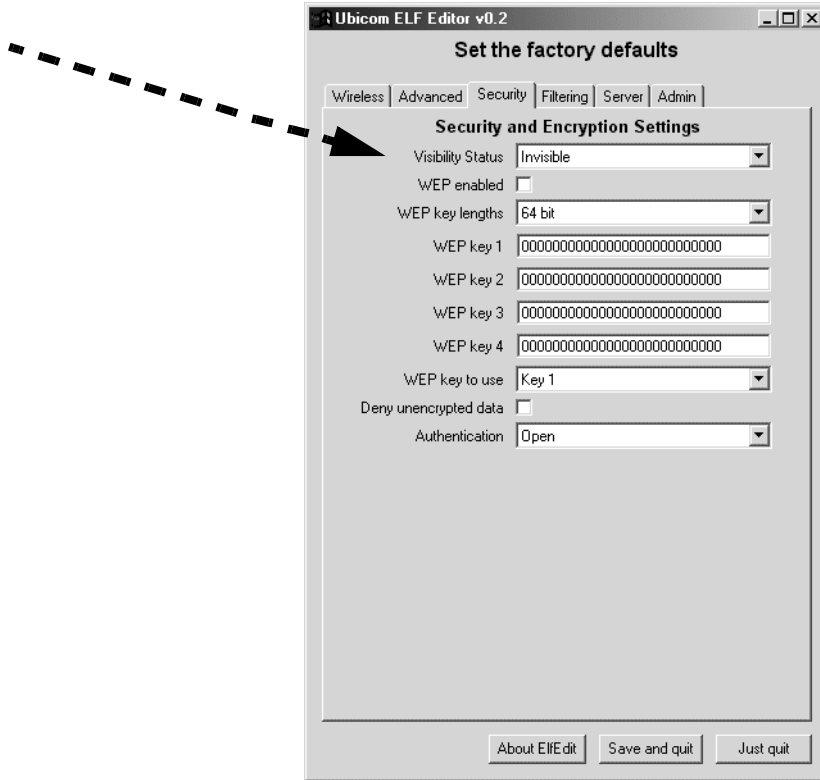 Ubicom ELF Editor v0.2
Set the factory defaults
Wireless Advanced Security Filtering Server Admin
Security and Encryption Settings
Visibility Status Invisible
WEP enabled
WEP key lengths 64 bit
WEP key 1 00000000000000000000000000
WEP key 2 00000000000000000000000000
WEP key 3 00000000000000000000000000
WEP key 4 00000000000000000000000000
WEP key to use Key 1
Deny unencrypted data
Authentication Open
About ElfEdit Save and quit Just quit